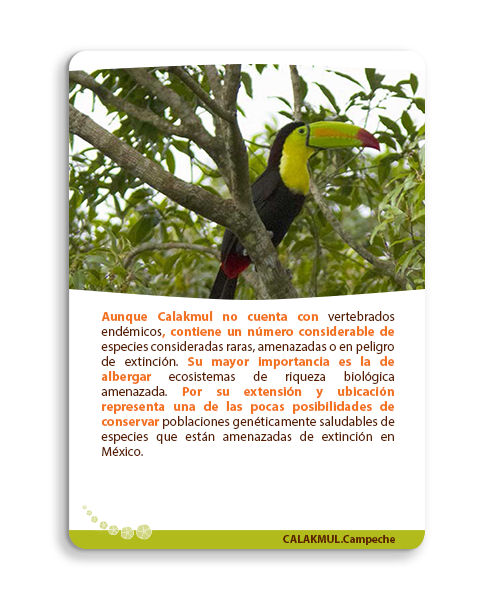 Aunque Calakmul no cuenta con vertebrados
endémicos, contiene un número considerable de
especies consideradas raras, amenazadas o en peligro
de extinción. Su mayor importancia es la de
albergar ecosistemas de riqueza biológica
amenazada. Por su extensión y ubicación
representa una de las pocas posibilidades de
conservar poblaciones genéticamente saludables de
especies que están amenazadas de extinción en
México.
CALAKMUL.Campeche